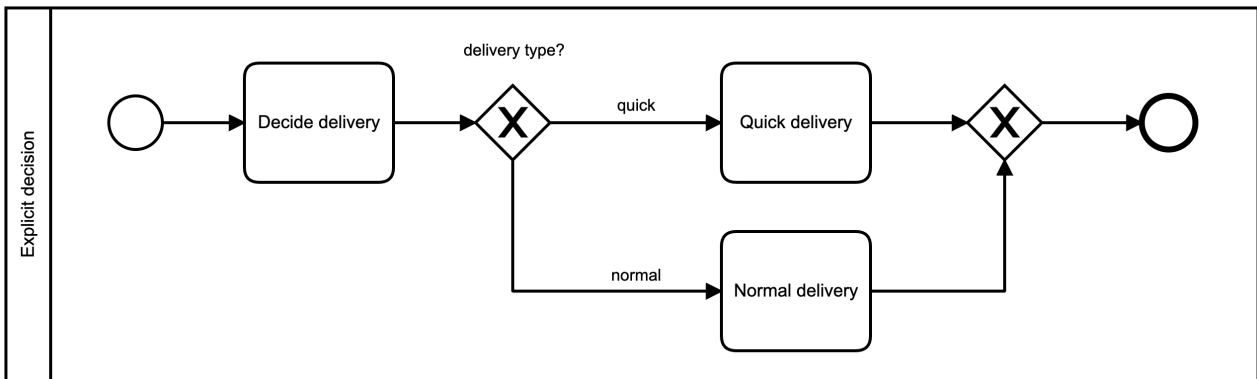 Explicit decision
delivery type?
Decide delivery
X
quick
Quick delivery
X
normal
Normal delivery